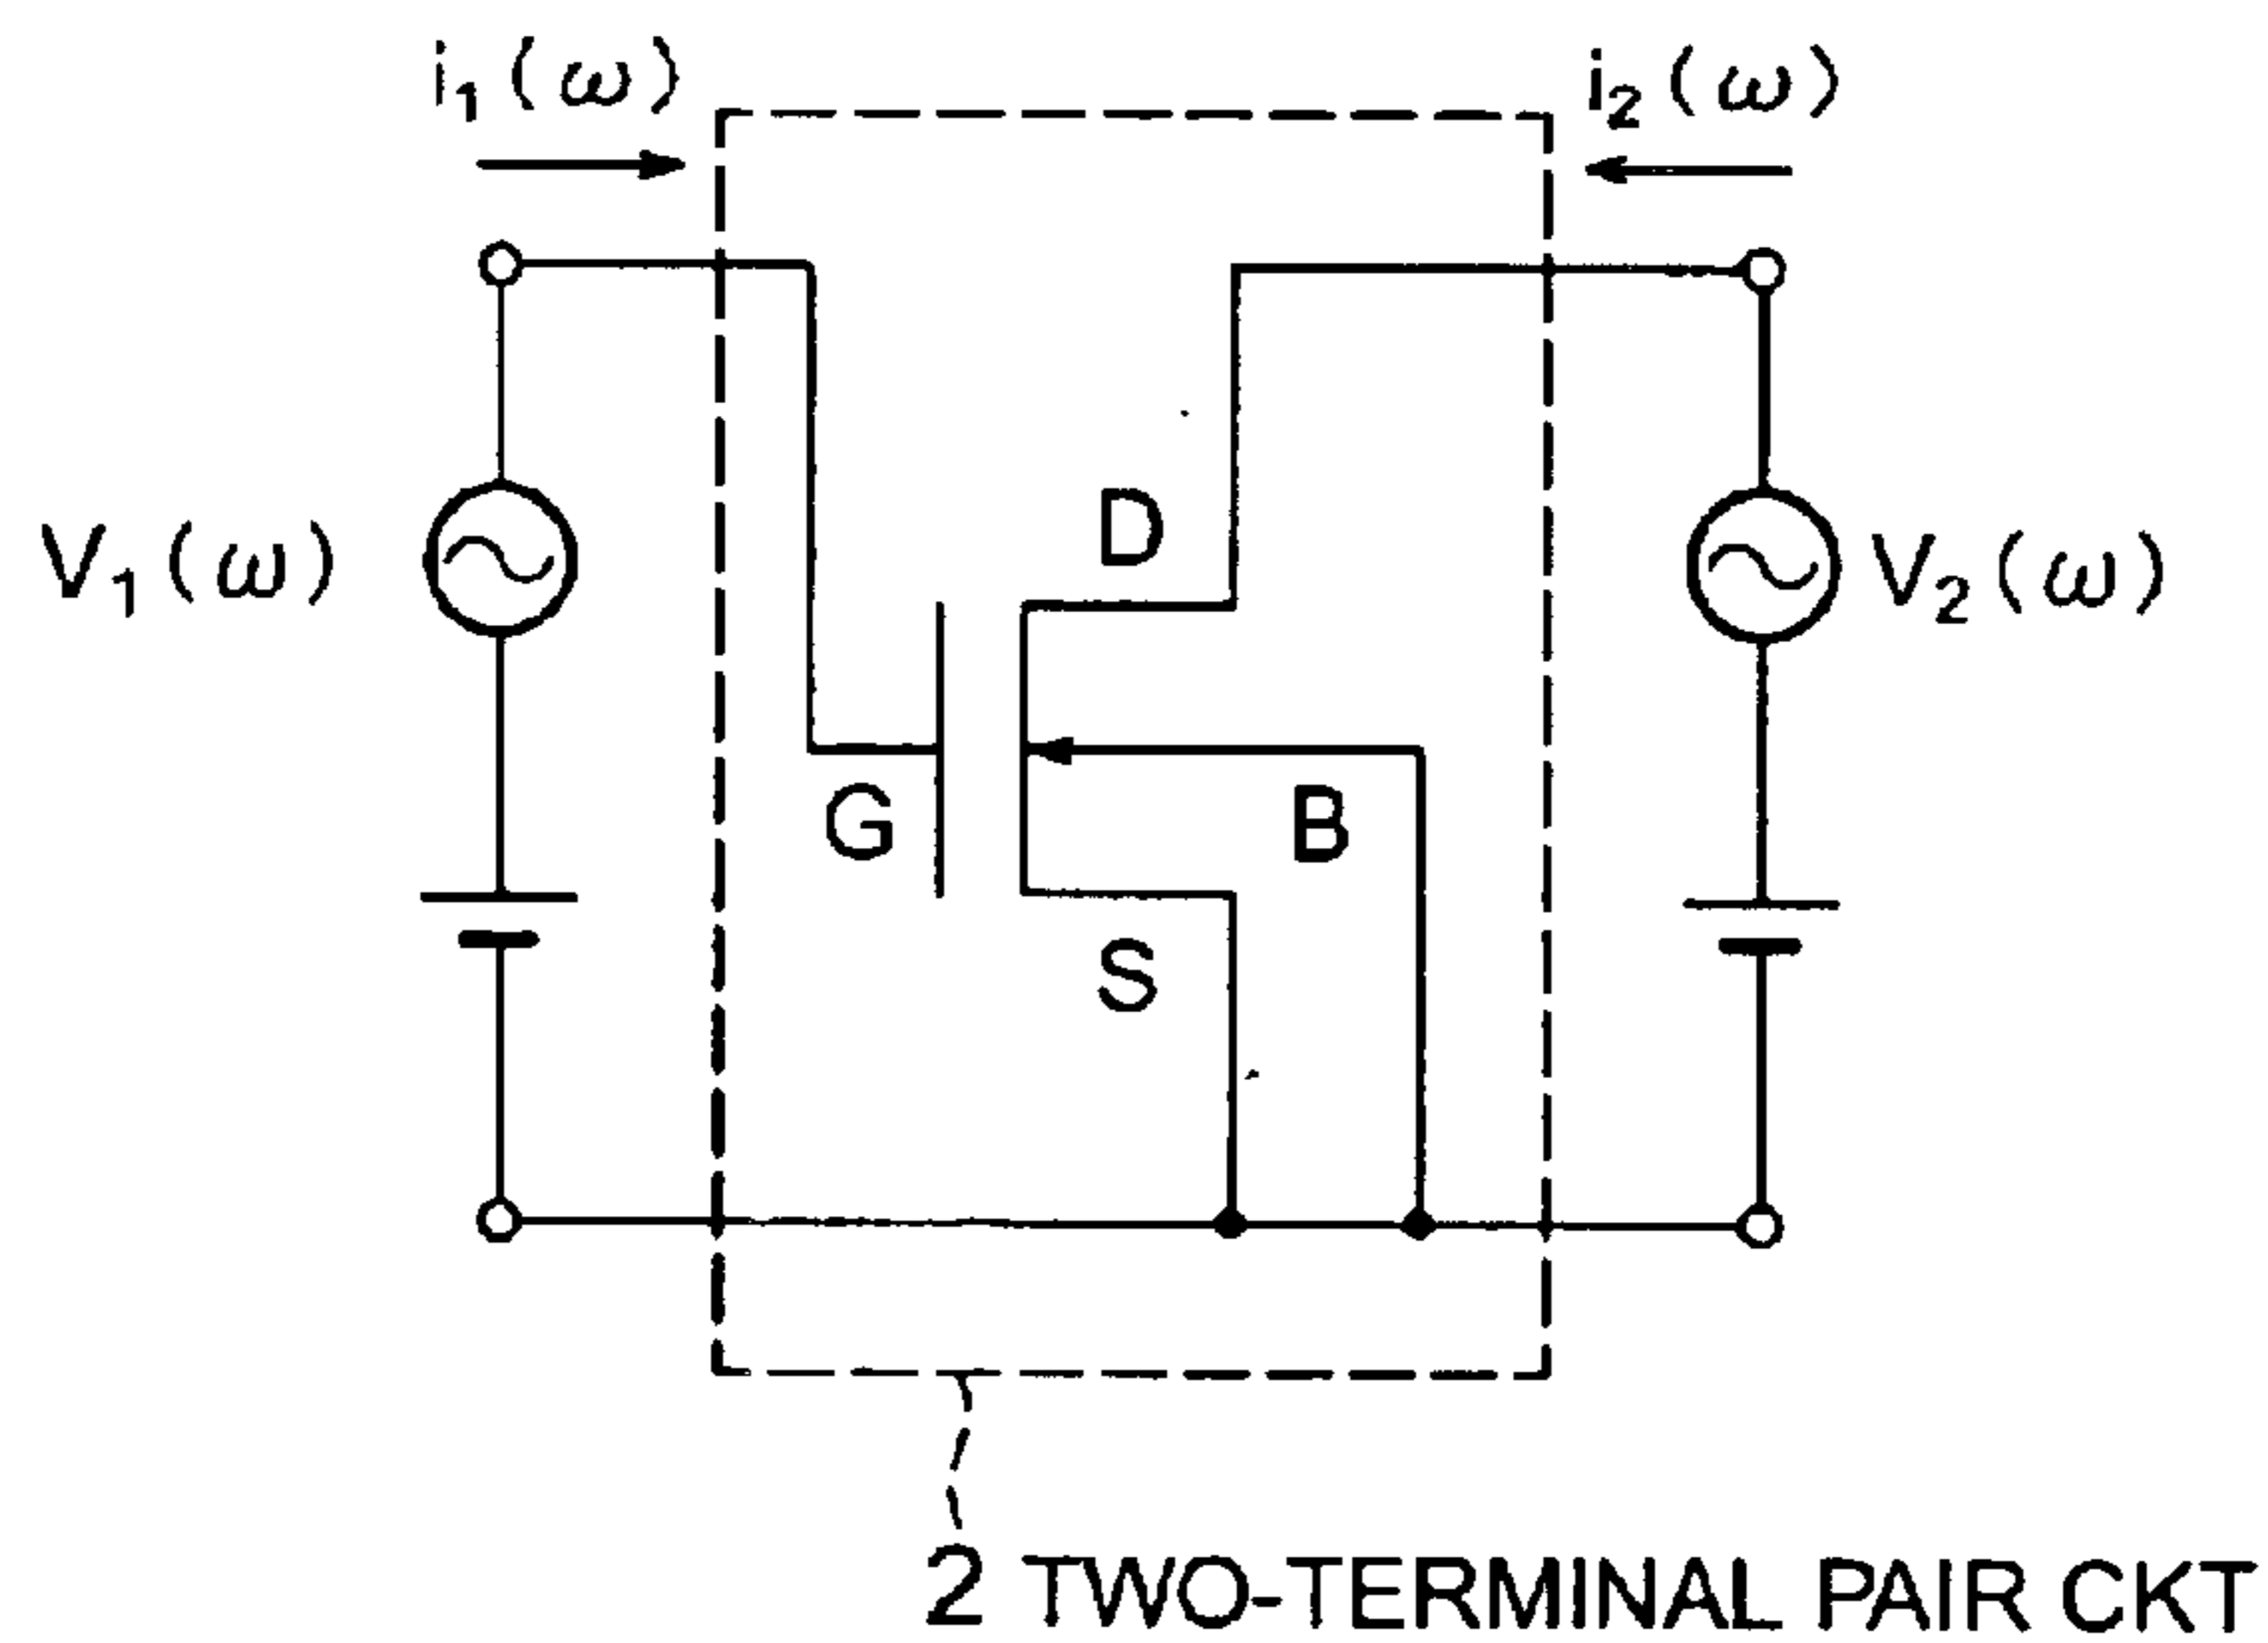 i1(ω)
i2(ω)
V1(ω)
D
V2(ω)
G
B
S
2 TWO-TERMINAL PAIR CKT